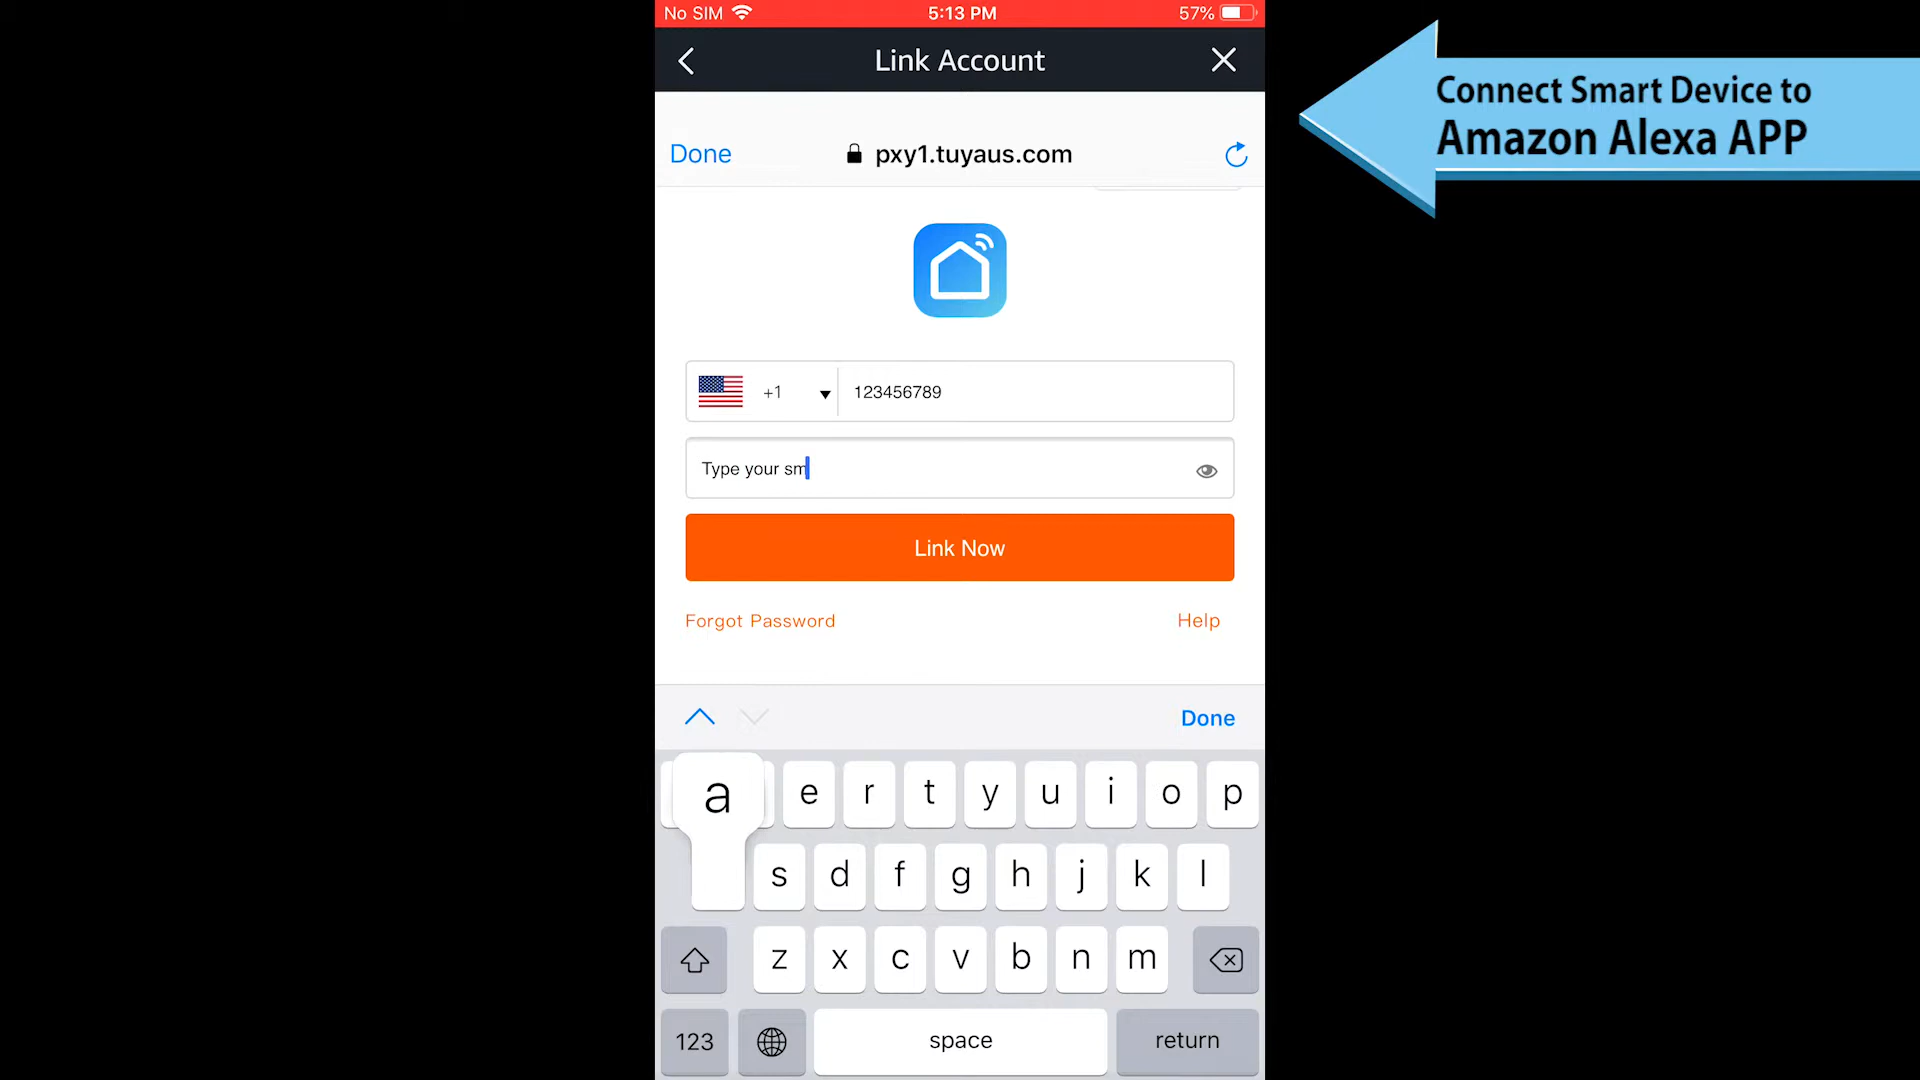 No SIM 5:13 PM 57%
Link Account
Connect Smart Device to
Amazon Alexa APP
Done pxy1.tuyaus.com
+1 123456789
Type your sm
Link Now
Forgot Password Help
Done
a e r t y u i o p
s d f g h j k l
z x c v b n m
123 space return